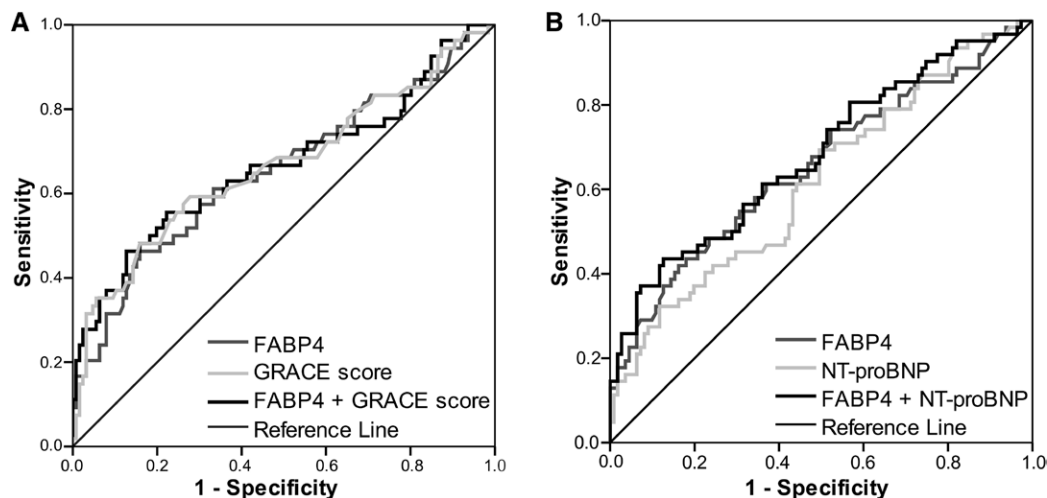 A
Sensitivity
1.0
0.8
0.6
0.4
0.2
0.0
FABP4
GRACE score
FABP4 + GRACE score
Reference Line
0.0 0.2 0.4 0.6 0.8 1.0
1 - Specificity
B
Sensitivity
1.0
0.8
0.6
0.4
0.2
0.0
FABP4
NT-proBNP
FABP4 + NT-proBNP
Reference Line
0.0 0.2 0.4 0.6 0.8 1.0
1 - Specificity